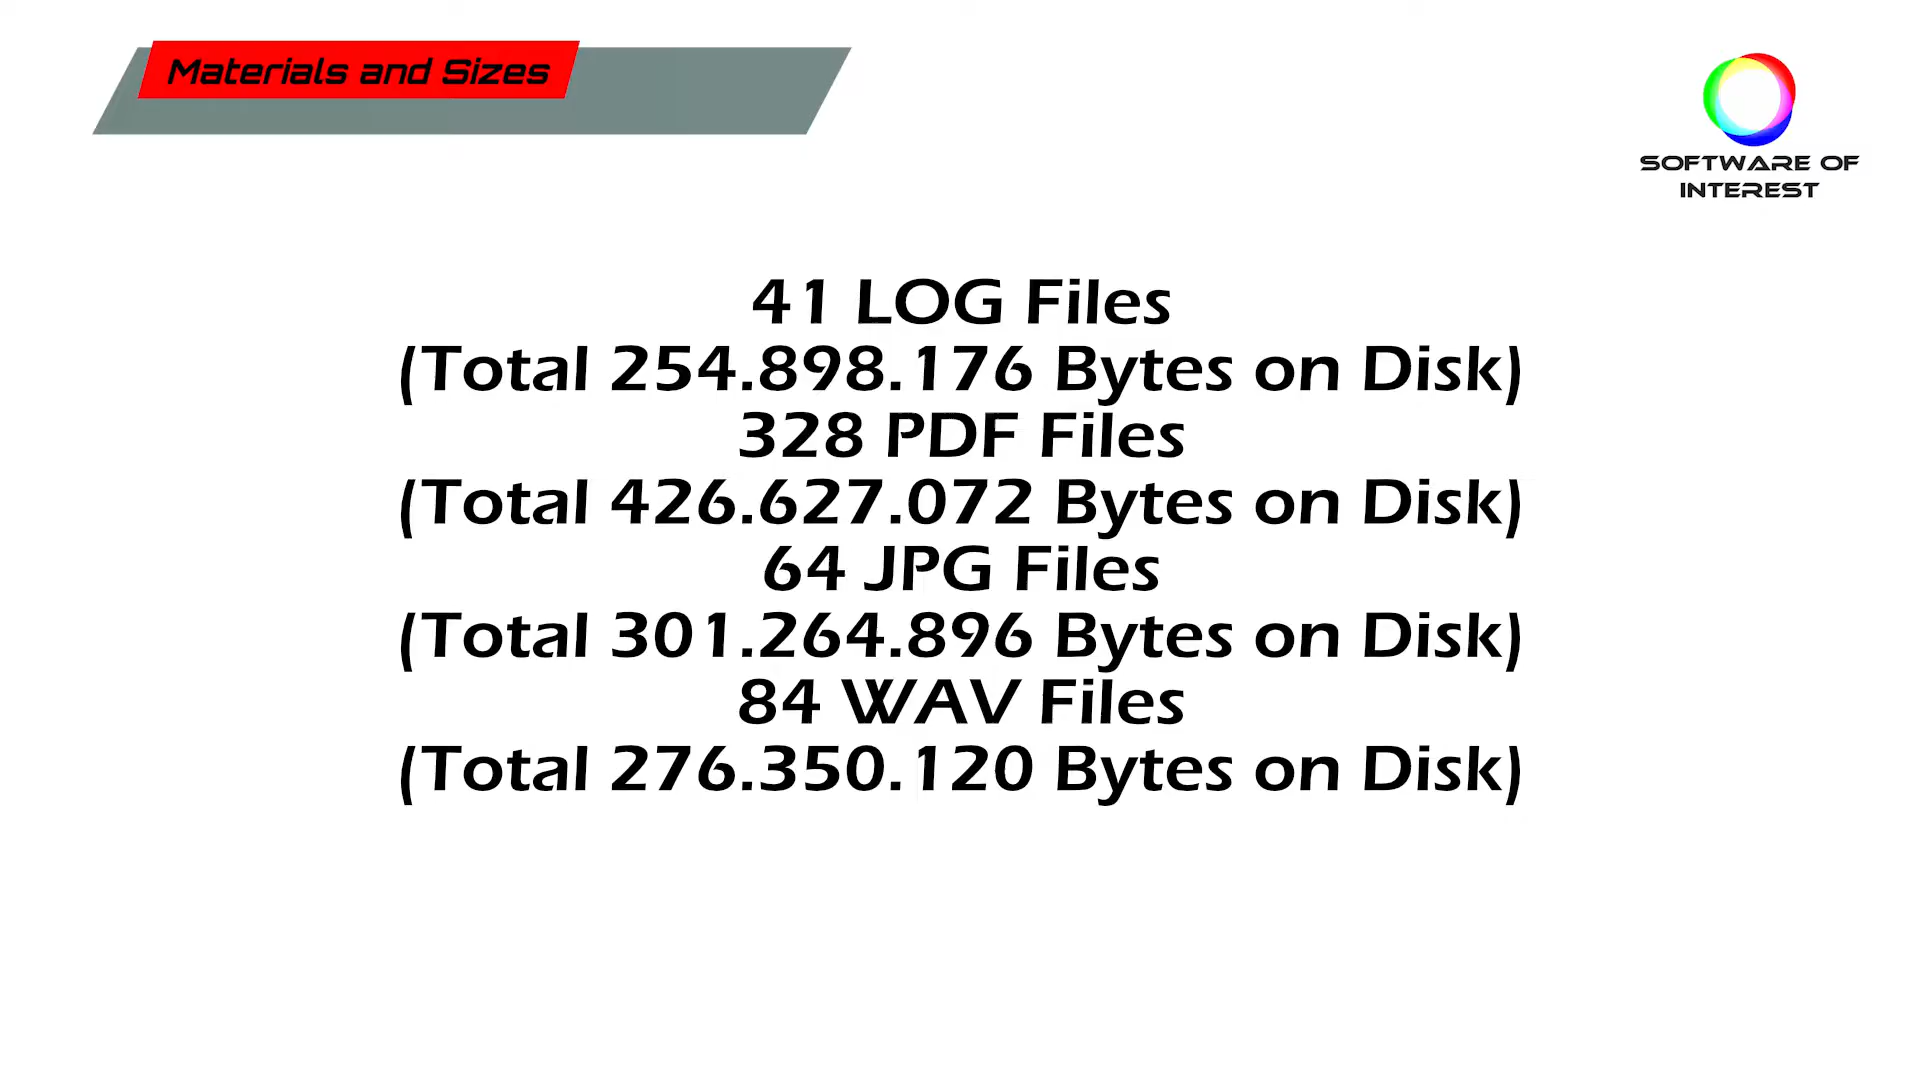 Materials and Sizes
SOFTWARE OF
INTEREST
41 LOG Files
(Total 254.898.176 Bytes on Disk)
328 PDF Files
(Total 426.627.072 Bytes on Disk)
64 JPG Files
(Total 301.264.896 Bytes on Disk)
84 WAV Files
(Total 276.350.120 Bytes on Disk)